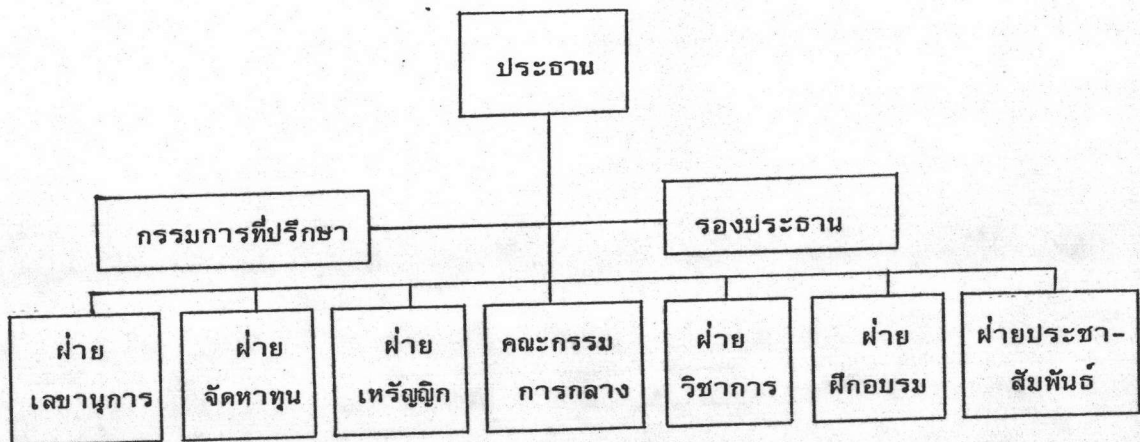 ประธาน
กรรมการที่ปรึกษา
รองประธาน
ฝ่าย
เลขานุการ
ฝ่าย
จัดหาทุน
ฝ่าย
เหรัญญิก
คณะกรรม
การกลาง
ฝ่าย
วิชาการ
ฝ่าย
ฝึกอบรม
ฝ่ายประชา-
สัมพันธ์